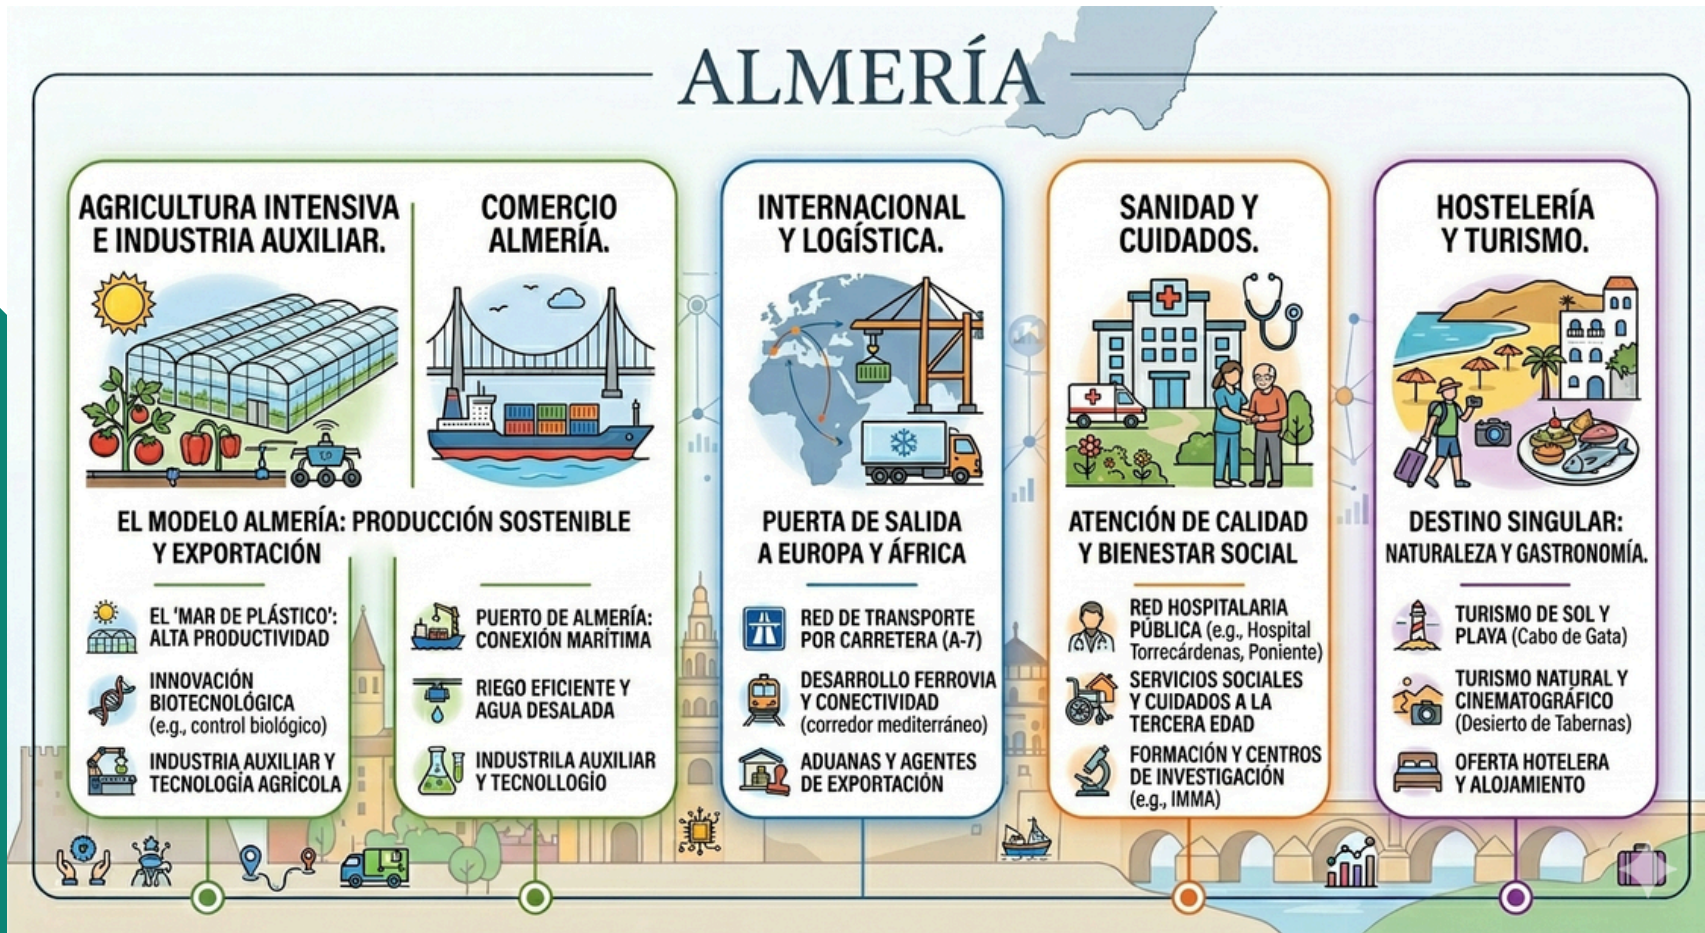 ALMERÍA
AGRICULTURA INTENSIVA
E INDUSTRIA AUXILIAR.
COMERCIO
ALMERÍA.
EL MODELO ALMERÍA: PRODUCCIÓN SOSTENIBLE
Y EXPORTACIÓN
EL 'MAR DE PLÁSTICO':
ALTA PRODUCTIVIDAD
INNOVACIÓN
BIOTECNOLÓGICA
(e.g., control biológico)
INDUSTRIA AUXILIAR Y
TECNOLOGÍA AGRÍCOLA
PUERTO DE ALMERÍA:
CONEXIÓN MARÍTIMA
RIEGO EFICIENTE Y
AGUA DESALADA
INDUSTRILA AUXILIAR
Y TECNOLLOGÍO
INTERNACIONAL
Y LOGÍSTICA.
PUERTA DE SALIDA
A EUROPA Y ÁFRICA
RED DE TRANSPORTE
POR CARRETERA (A-7)
DESARROLLO FERROVIA
Y CONECTIVIDAD
(corredor mediterráneo)
ADUANAS Y AGENTES
DE EXPORTACIÓN
SANIDAD Y
CUIDADOS.
ATENCIÓN DE CALIDAD
Y BIENESTAR SOCIAL
RED HOSPITALARIA
PÚBLICA (e.g., Hospital
Torrecárdenas, Poniente)
SERVICIOS SOCIALES
Y CUIDADOS A LA
TERCERA EDAD
FORMACIÓN Y CENTROS
DE INVESTIGACIÓN
(e.g., IMMA)
HOSTELERÍA
Y TURISMO.
DESTINO SINGULAR:
NATURALEZA Y GASTRONOMÍA.
TURISMO DE SOL Y
PLAYA (Cabo de Gata)
TURISMO NATURAL Y
CINEMATOGRÁFICO
(Desierto de Tabernas)
OFERTA HOTELERA
Y ALOJAMIENTO